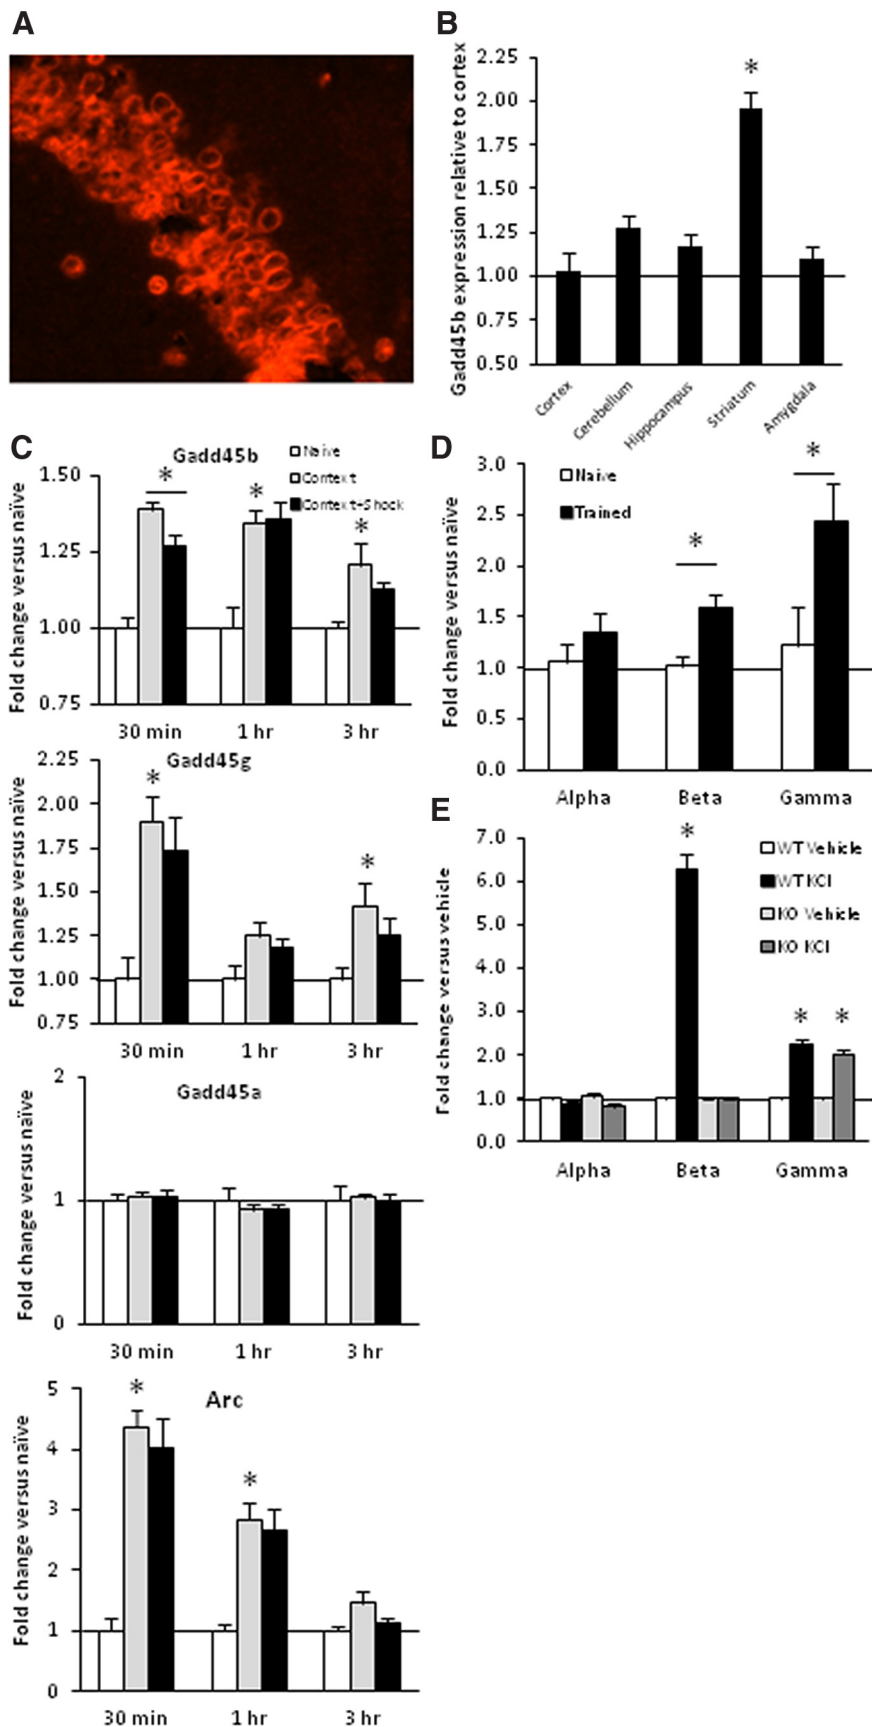 A
B
Gadd45b expression relative to cortex
2.25
2.00
1.75
1.50
1.25
1.00
0.75
0.50
*
Cortex
Cerebellum
Hippocampus
Striatum
Amygdala
C
Gadd45b
Naive
Context
Context+Shock
Fold change versus naïve
1.50
1.25
1.00
0.75
*
*
*
30 min
1 hr
3 hr
Gadd45g
Fold change versus naïve
2.25
2.00
1.75
1.50
1.25
1.00
0.75
*
*
30 min
1 hr
3 hr
Gadd45a
Fold change versus naïve
2
1
0
30 min
1 hr
3 hr
Arc
Fold change versus naïve
5
4
3
2
1
0
*
*
30 min
1 hr
3 hr
D
Naive
Trained
Fold change versus naïve
3.0
2.5
2.0
1.5
1.0
0.5
0.0
*
*
Alpha
Beta
Gamma
E
WT Vehicle
WT KCl
KO Vehicle
KO KCl
Fold change versus vehicle
7.0
6.0
5.0
4.0
3.0
2.0
1.0
0.0
*
*
*
Alpha
Beta
Gamma